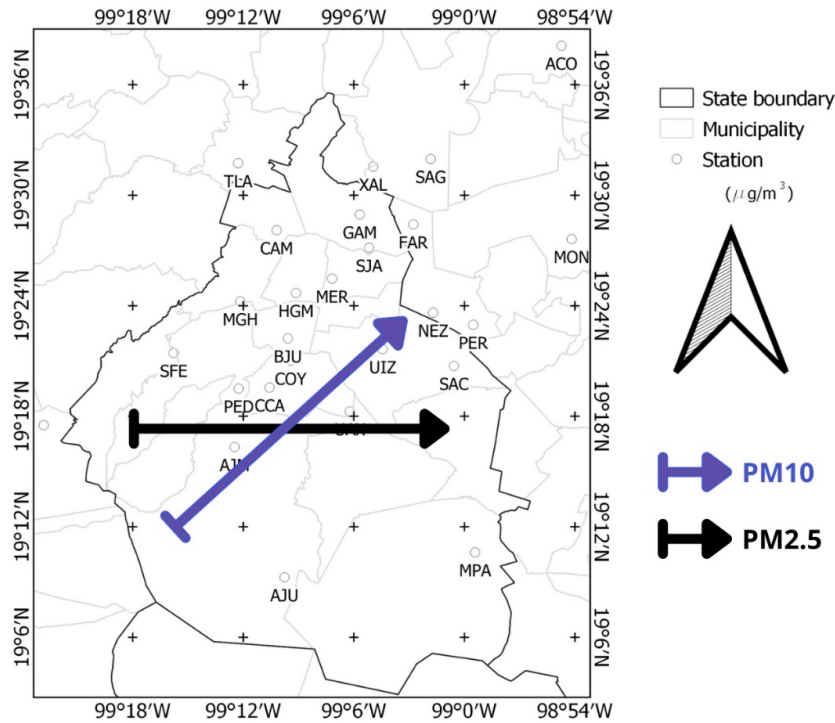 99°18'W 99°12'W 99°6'W 99°0'W 98°54'W
19°36'N 19°36'N
19°30'N 19°30'N
19°24'N 19°24'N
19°18'N 19°18'N
19°12'N 19°12'N
19°6'N 19°6'N
ACO
TLA
XAL
SAG
GAM
CAM
FAR
SJA
MON
MER
HGM
MGH
NEZ
PER
BJU
UIZ
SFE
COY
SAC
PED
CCA
AJU
MPA
State boundary
Municipality
Station
(μg/m³)
PM10
PM2.5
99°18'W 99°12'W 99°6'W 99°0'W 98°54'W